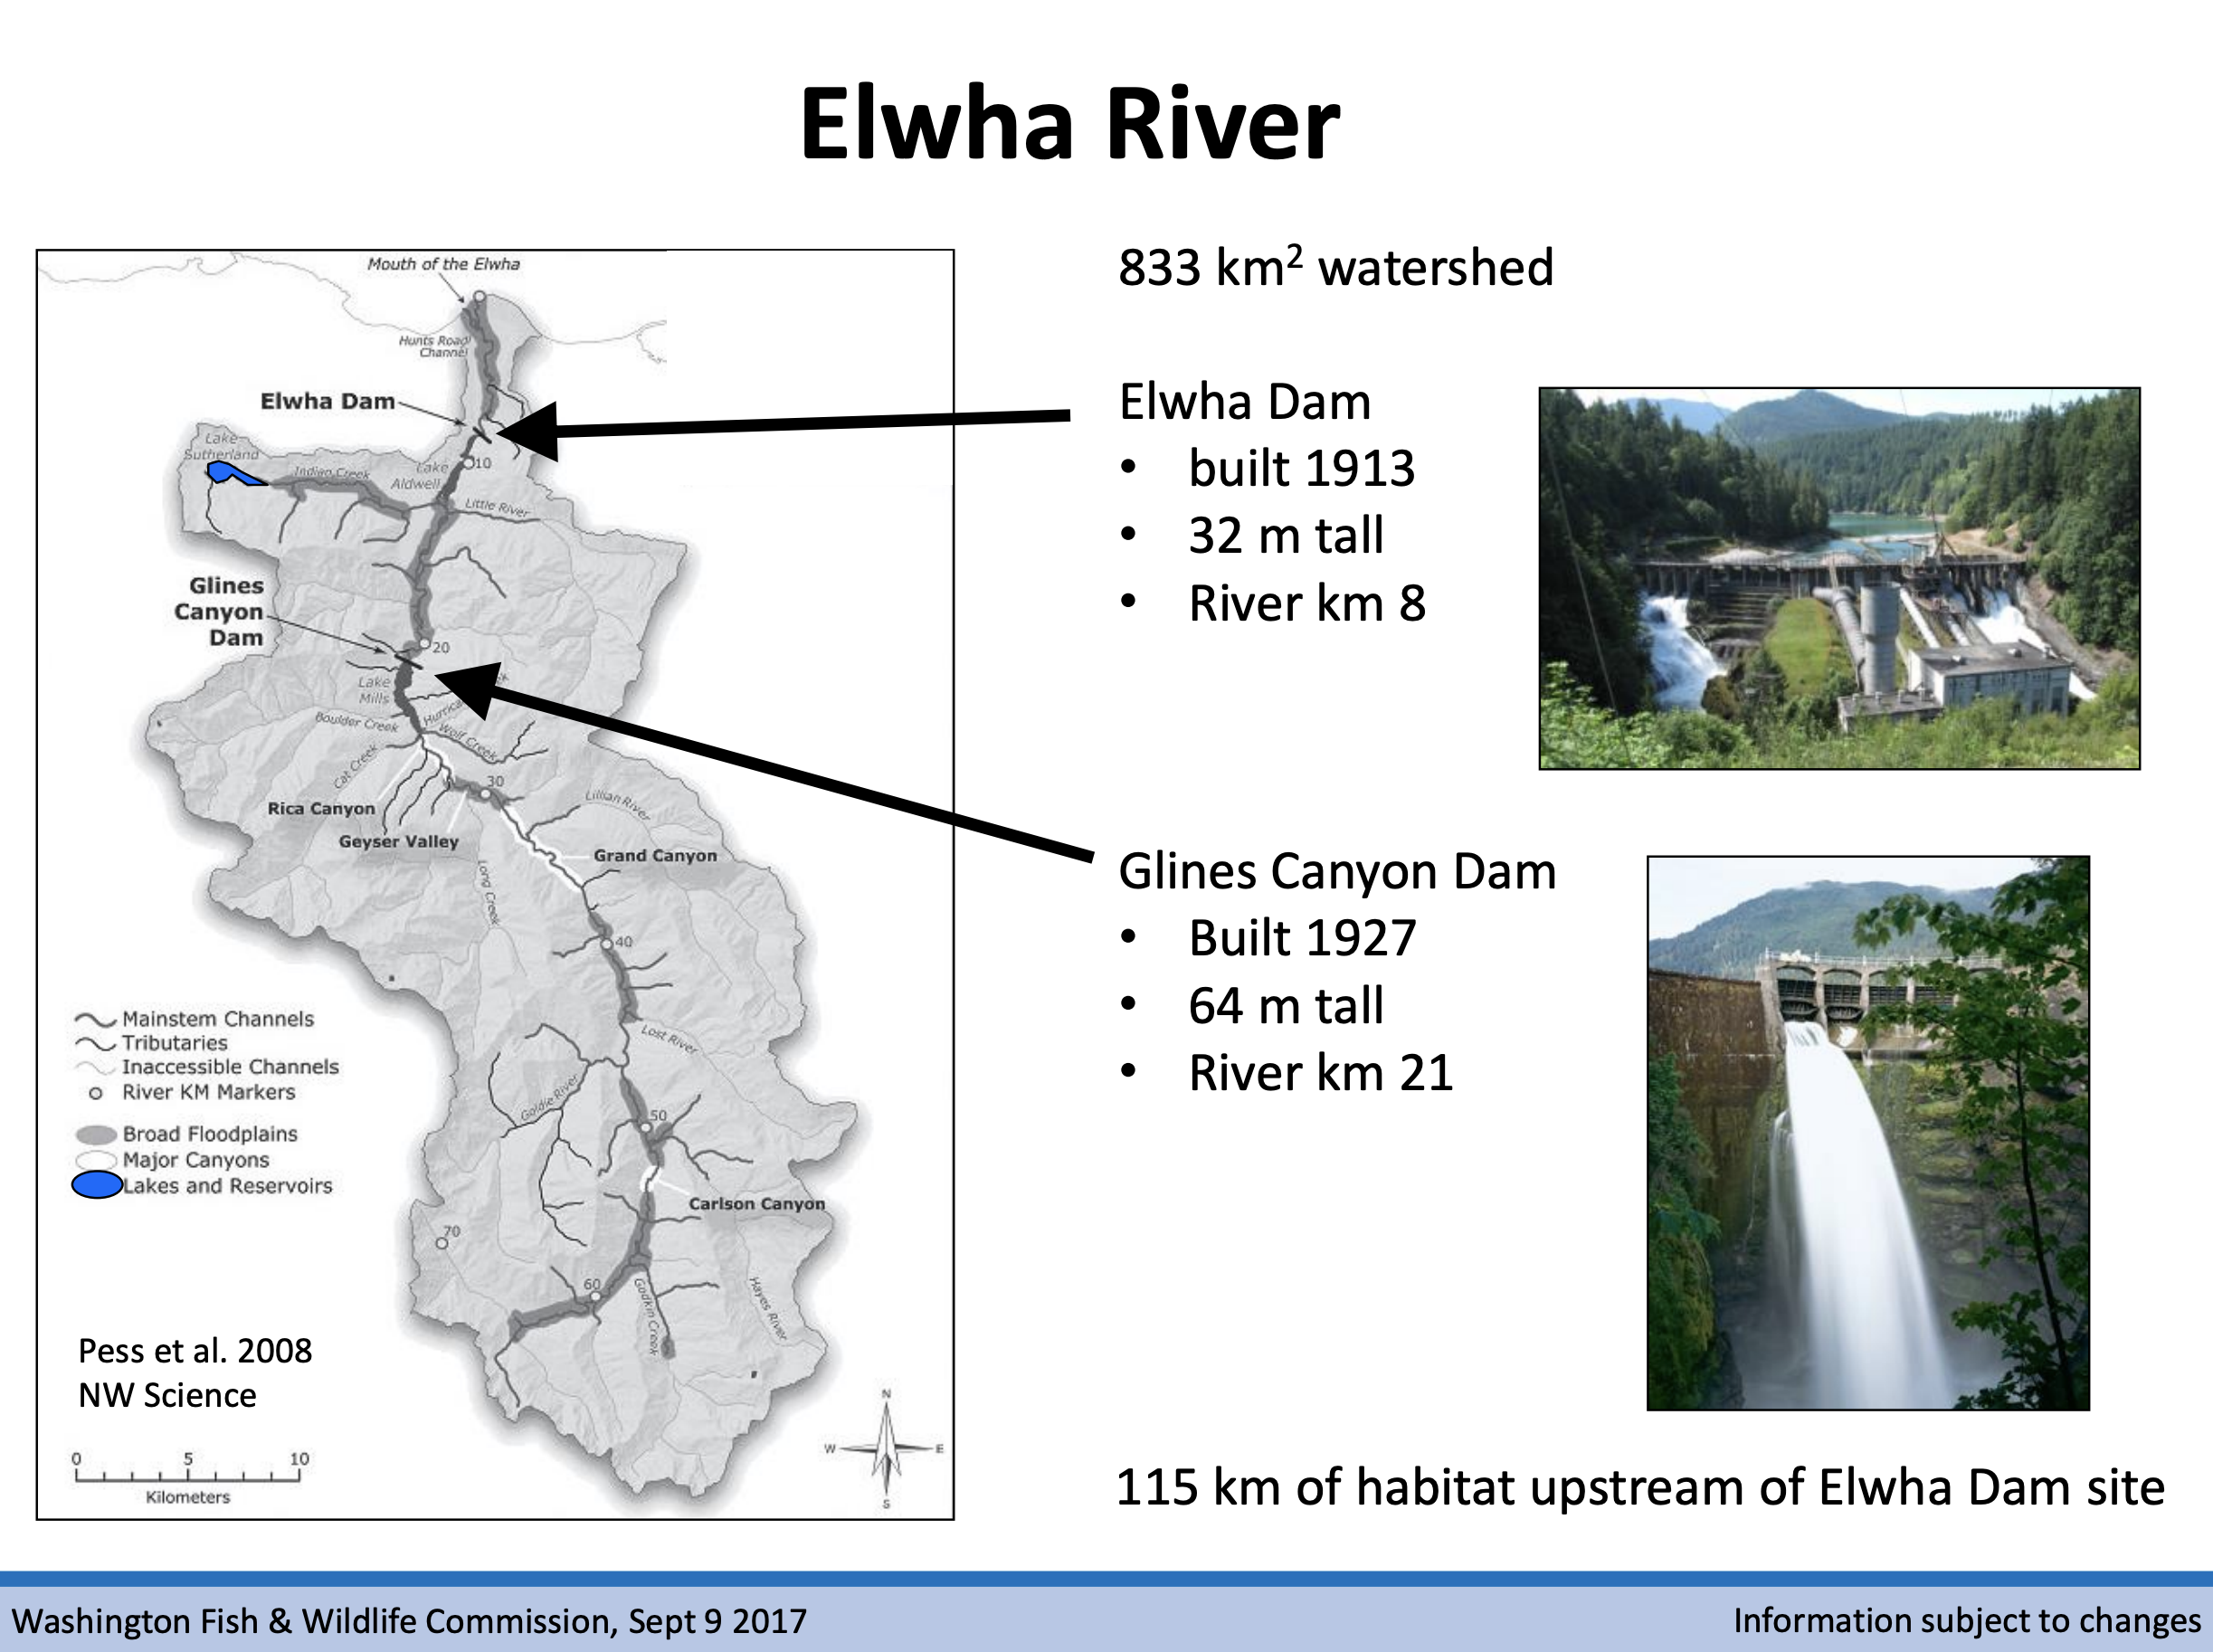 Elwha River
Mouth of the Elwha
Hunts Road
Channel
Elwha Dam
Lake
Sutherland
Indian Creek
Lake
Aldwell
10
Little River
Glines
Canyon
Dam
20
Lake
Mills
Boulder Creek
Wolf Creek
Cat Creek
30
Rica Canyon
Lillian River
Geyser Valley
Grand Canyon
Long Creek
40
Lost River
Goldie River
50
Carlson Canyon
70
60
Godkin Creek
Hayes River
Mainstem Channels
Tributaries
Inaccessible Channels
River KM Markers
Broad Floodplains
Major Canyons
Lakes and Reservoirs
Pess et al. 2008
NW Science
0 5 10
Kilometers
N
W E
S
833 km² watershed
Elwha Dam
• built 1913
• 32 m tall
• River km 8
Glines Canyon Dam
• Built 1927
• 64 m tall
• River km 21
115 km of habitat upstream of Elwha Dam site
Washington Fish & Wildlife Commission, Sept 9 2017
Information subject to changes